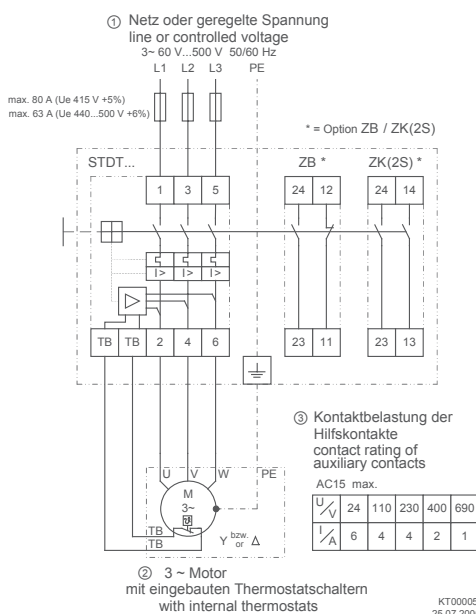 ① Netz oder geregelte Spannung
line or controlled voltage
3~ 60 V...500 V 50/60 Hz
L1 L2 L3 PE
max. 80 A (Ue 415 V +5%)
max. 63 A (Ue 440...500 V +6%)
* = Option ZB / ZK(2S)
STDT... ZB * ZK(2S) *
1 3 5 24 12 24 14
I> I> I>
TB TB 2 4 6 23 11 23 13
③ Kontaktbelastung der
Hilfskontakte
contact rating of
auxiliary contacts
AC15 max.
U/V 24 110 230 400 690
I/A 6 4 4 2 1
U V W PE
M
3~
TB
TB
Y bzw. or Δ
② 3 ~ Motor
mit eingebauten Thermostatschaltern
with internal thermostats